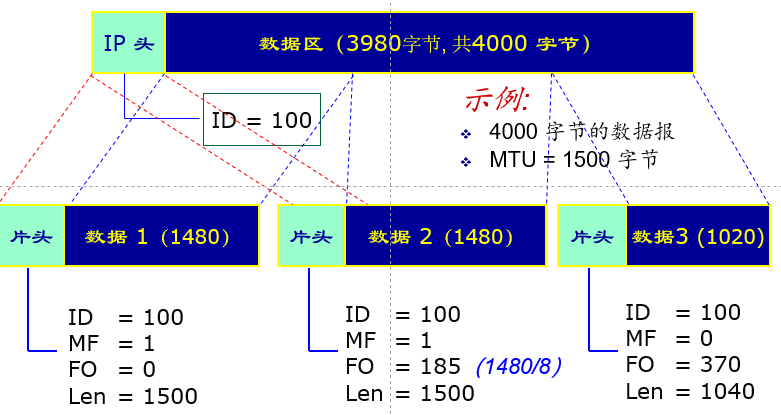 IP 头
数据区（3980字节, 共4000 字节）
ID = 100
示例:
❖ 4000 字节的数据报
❖ MTU = 1500 字节
片头
数据 1（1480）
片头
数据 2（1480）
片头
数据3 (1020)
ID = 100
MF = 1
FO = 0
Len = 1500
ID = 100
MF = 1
FO = 185 (1480/8)
Len = 1500
ID = 100
MF = 0
FO = 370
Len = 1040